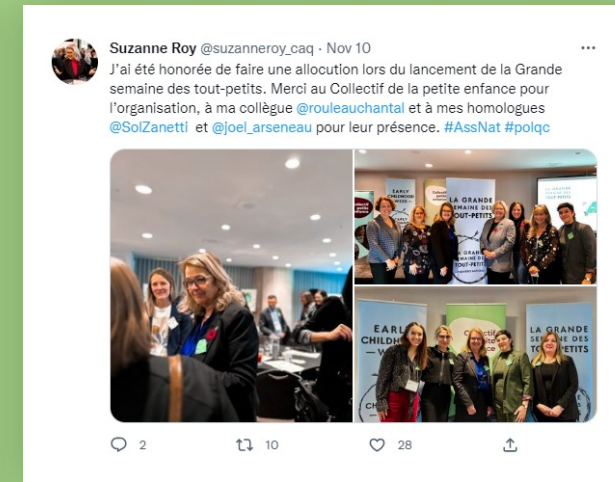 Suzanne Roy @suzanneroy_caq · Nov 10
J'ai été honorée de faire une allocution lors du lancement de la Grande
semaine des tout-petits. Merci au Collectif de la petite enfance pour
l'organisation, à ma collègue @rouleauchantal et à mes homologues
@SolZanetti et @joel_arseneau pour leur présence. #AssNat #polqc
EARLY
CHILDHOOD
WEEK
LA GRANDE
SEMAINE DES
TOUT-PETITS
EARLY
CHILDH
Collectif
petite
LA GRANDE
SEMAINE DES
TOUT PETITS
2
10
28